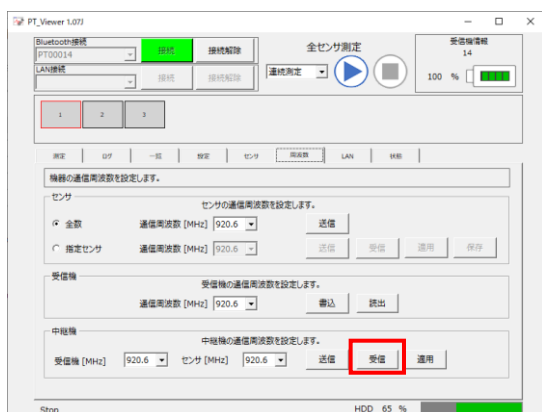 PT_Viewer 1.07J
Bluetooth接続
PT00014
接続
接続解除
LAN接続
接続
接続解除
全センサ測定
連続測定
受信機情報
14
100 %
1 2 3
測定 ログ 一覧 設定 センサ 周波数 LAN 状態
機器の通信周波数を設定します。
センサ
センサの通信周波数を設定します。
全数 通信周波数 [MHz] 920.6 送信
指定センサ 通信周波数 [MHz] 920.6 送信 受信 適用 保存
受信機
受信機の通信周波数を設定します。
通信周波数 [MHz] 920.6 書込 読出
中継機
中継機の通信周波数を設定します。
受信機 [MHz] 920.6 センサ [MHz] 920.6 送信 受信 適用
Stop HDD 65 %